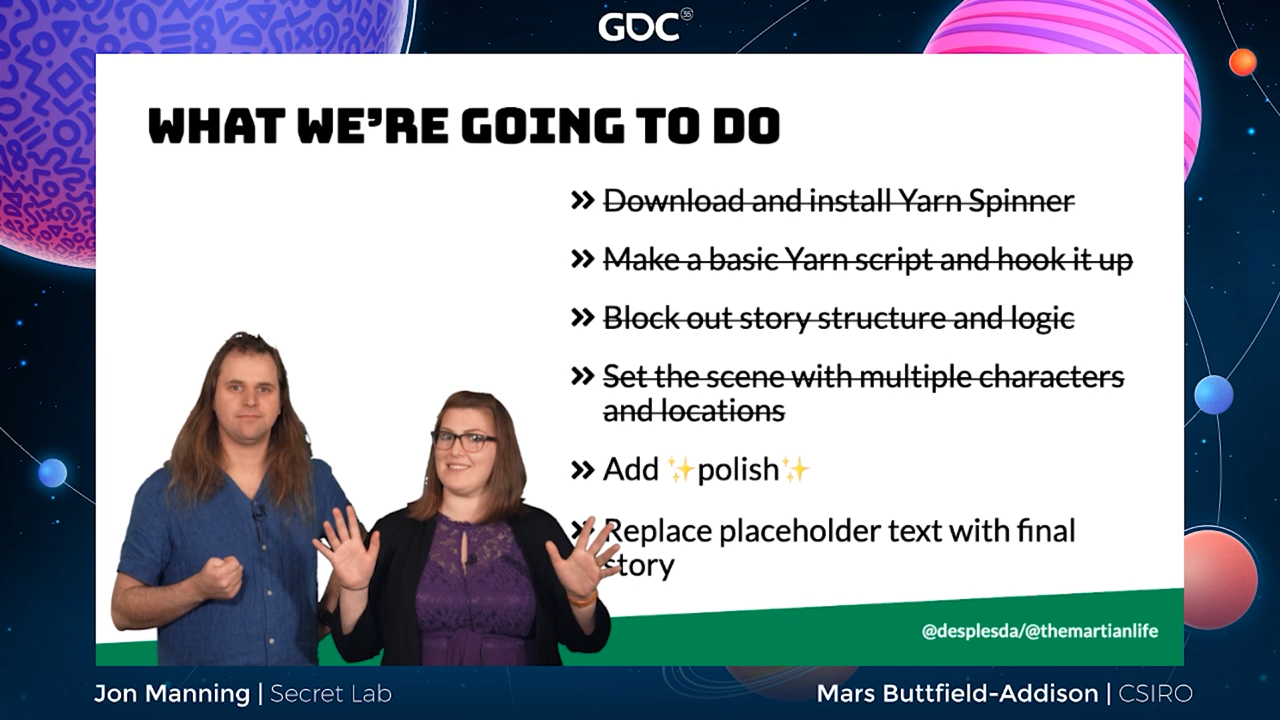 GDC 35
WHAT WE'RE GOING TO DO
» Download and install Yarn Spinner
» Make a basic Yarn script and hook it up
» Block out story structure and logic
» Set the scene with multiple characters
and locations
» Add ✨polish✨
» Replace placeholder text with final
story
@desplesda/@themartianlife
Jon Manning | Secret Lab
Mars Buttfield-Addison | CSIRO